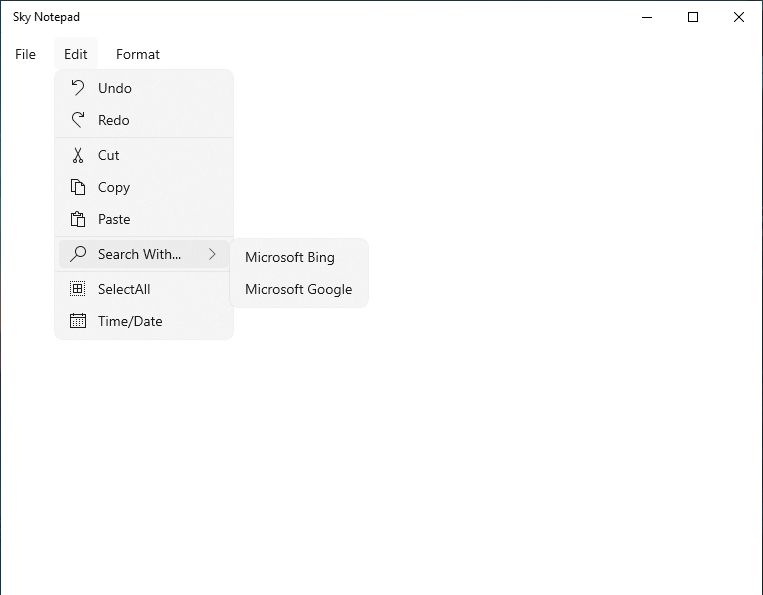 Sky Notepad
File Edit Format
Undo
Redo
Cut
Copy
Paste
Search With...
Microsoft Bing
SelectAll
Microsoft Google
Time/Date